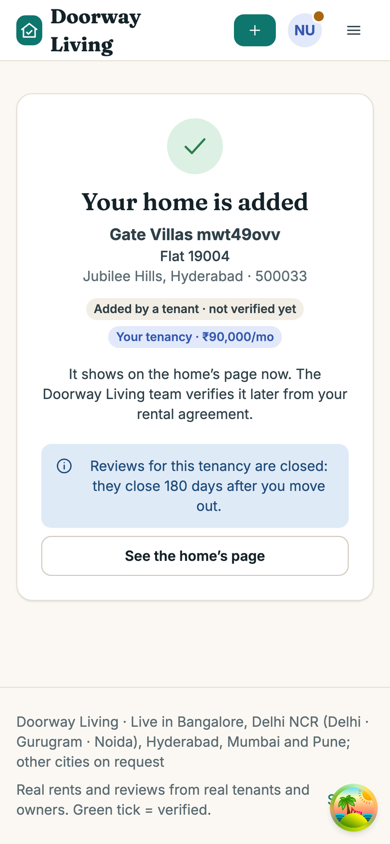 Doorway
Living
NU
Your home is added
Gate Villas mwt49ovv
Flat 19004
Jubilee Hills, Hyderabad · 500033
Added by a tenant · not verified yet
Your tenancy · ₹90,000/mo
It shows on the home’s page now. The
Doorway Living team verifies it later from your
rental agreement.
Reviews for this tenancy are closed:
they close 180 days after you move
out.
See the home’s page
Doorway Living · Live in Bangalore, Delhi NCR (Delhi ·
Gurugram · Noida), Hyderabad, Mumbai and Pune;
other cities on request
Real rents and reviews from real tenants and
owners. Green tick = verified.